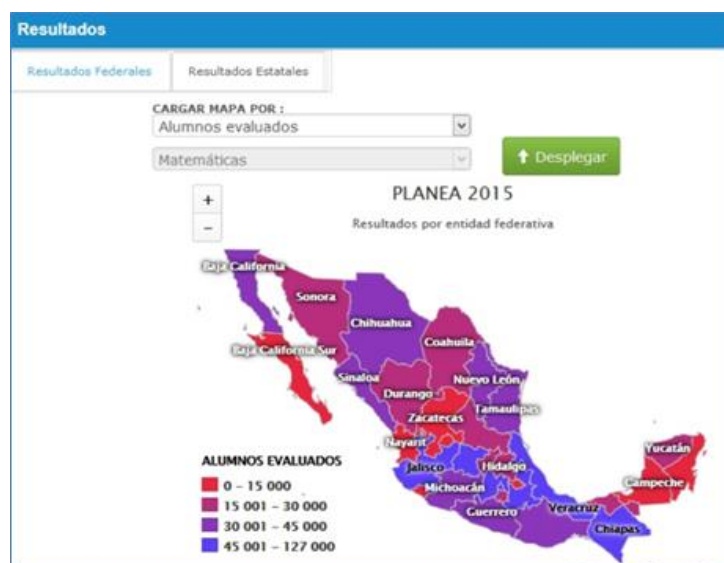 Resultados
Resultados Federales
Resultados Estatales
CARGAR MAPA POR :
Alumnos evaluados
Matemáticas
Desplegar
+
−
PLANEA 2015
Resultados por entidad federativa
Baja California
Sonora
Chihuahua
Coahuila
Baja California Sur
Sinaloa
Nuevo León
Durango
Tamaulipas
Zacatecas
Nayarit
Yucatán
Jalisco
Hidalgo
Campeche
Michoacán
Guerrero
Veracruz
Chiapas
ALUMNOS EVALUADOS
0 – 15 000
15 001 – 30 000
30 001 – 45 000
45 001 – 127 000